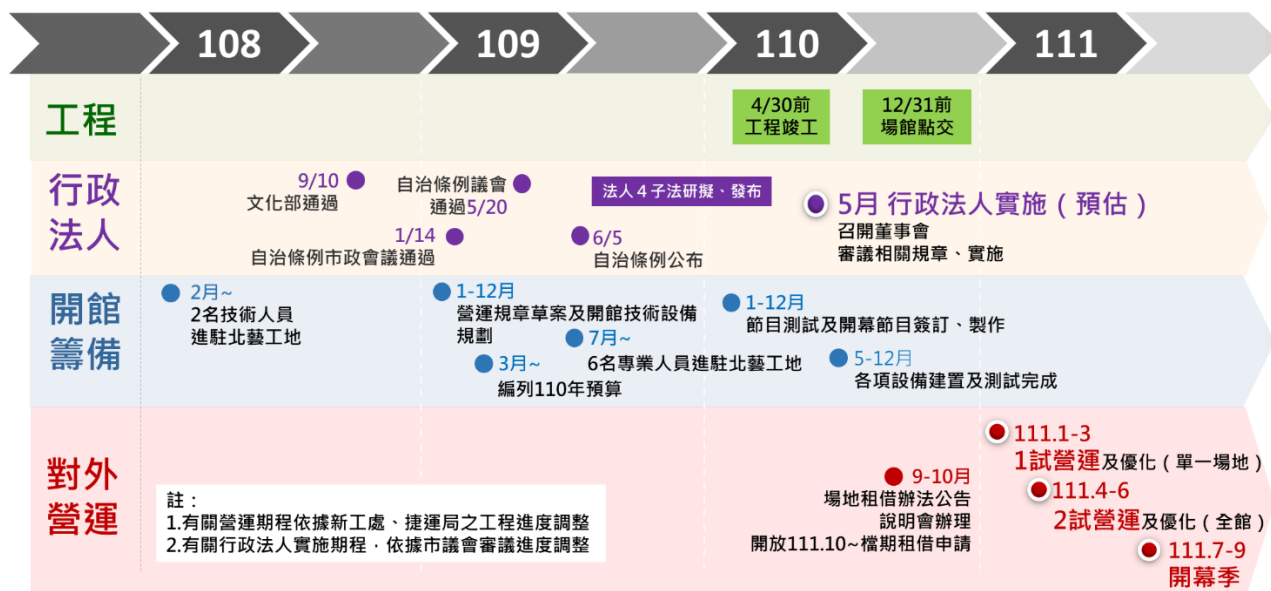 108
109
110
111
工程
4/30前
工程竣工
12/31前
場館點交
行政
法人
9/10
文化部通過
自治條例議會
通過5/20
1/14
自治條例市政會議通過
6/5
自治條例公布
法人4子法研擬、發布
5月 行政法人實施(預估)
召開董事會
審議相關規章、實施
開館
籌備
2月~
2名技術人員
進駐北藝工地
1-12月
營運規章草案及開館技術設備
規劃
3月~
編列110年預算
7月~
6名專業人員進駐北藝工地
1-12月
節目測試及開幕節目簽訂、製作
5-12月
各項設備建置及測試完成
對外
營運
註:
1.有關營運期程依據新工處、捷運局之工程進度調整
2.有關行政法人實施期程,依據市議會審議進度調整
9-10月
場地租借辦法公告
說明會辦理
開放111.10~檔期租借申請
111.1-3
1試營運及優化(單一場地)
111.4-6
2試營運及優化(全館)
111.7-9
開幕季